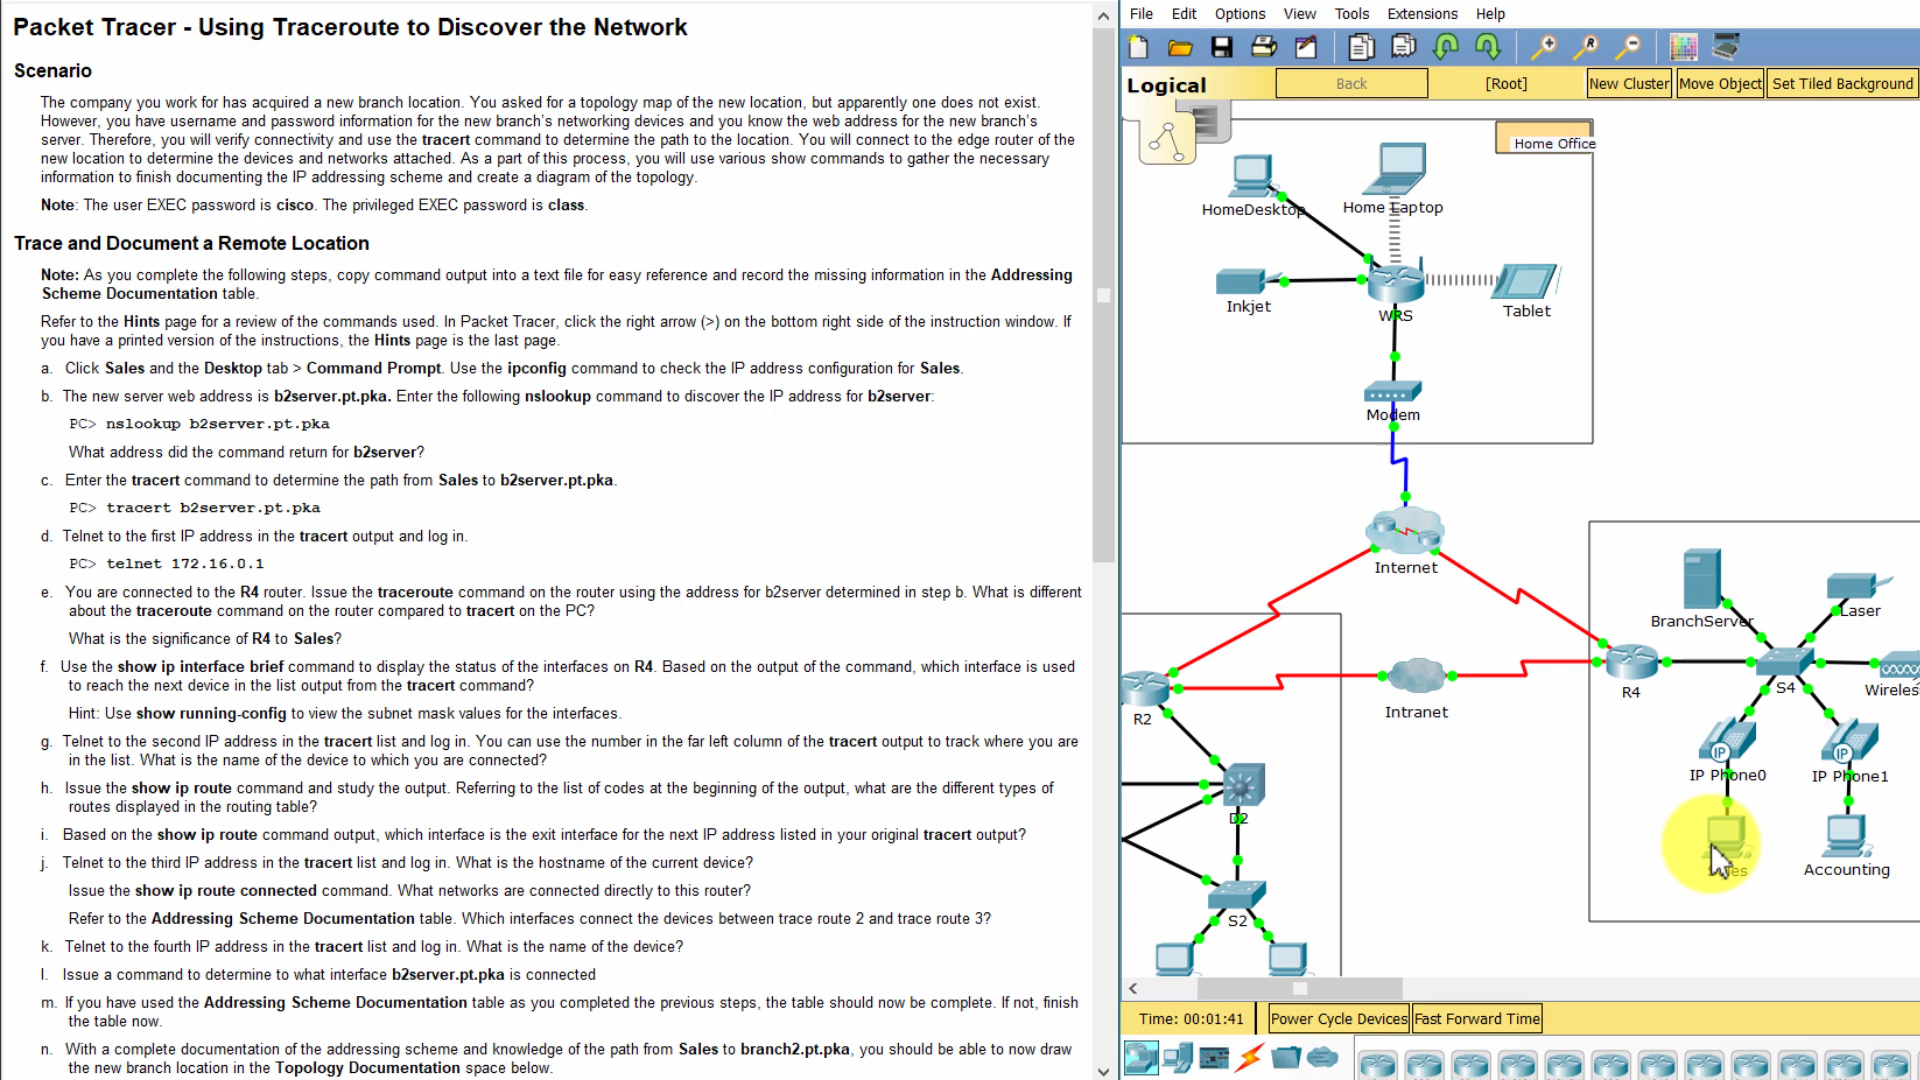 Packet Tracer - Using Traceroute to Discover the Network
Scenario
The company you work for has acquired a new branch location. You asked for a topology map of the new location, but apparently one does not exist.
However, you have username and password information for the new branch's networking devices and you know the web address for the new branch's
server. Therefore, you will verify connectivity and use the tracert command to determine the path to the location. You will connect to the edge router of the
new location to determine the devices and networks attached. As a part of this process, you will use various show commands to gather the necessary
information to finish documenting the IP addressing scheme and create a diagram of the topology.
Note: The user EXEC password is cisco. The privileged EXEC password is class.
Trace and Document a Remote Location
Note: As you complete the following steps, copy command output into a text file for easy reference and record the missing information in the Addressing
Scheme Documentation table.
Refer to the Hints page for a review of the commands used. In Packet Tracer, click the right arrow (>) on the bottom right side of the instruction window. If
you have a printed version of the instructions, the Hints page is the last page.
a. Click Sales and the Desktop tab > Command Prompt. Use the ipconfig command to check the IP address configuration for Sales.
b. The new server web address is b2server.pt.pka. Enter the following nslookup command to discover the IP address for b2server:
PC> nslookup b2server.pt.pka
What address did the command return for b2server?
c. Enter the tracert command to determine the path from Sales to b2server.pt.pka.
PC> tracert b2server.pt.pka
d. Telnet to the first IP address in the tracert output and log in.
PC> telnet 172.16.0.1
e. You are connected to the R4 router. Issue the traceroute command on the router using the address for b2server determined in step b. What is different
about the traceroute command on the router compared to tracert on the PC?
What is the significance of R4 to Sales?
f. Use the show ip interface brief command to display the status of the interfaces on R4. Based on the output of the command, which interface is used
to reach the next device in the list output from the tracert command?
Hint: Use show running-config to view the subnet mask values for the interfaces.
g. Telnet to the second IP address in the tracert list and log in. You can use the number in the far left column of the tracert output to track where you are
in the list. What is the name of the device to which you are connected?
h. Issue the show ip route command and study the output. Referring to the list of codes at the beginning of the output, what are the different types of
routes displayed in the routing table?
i. Based on the show ip route command output, which interface is the exit interface for the next IP address listed in your original tracert output?
j. Telnet to the third IP address in the tracert list and log in. What is the hostname of the current device?
Issue the show ip route connected command. What networks are connected directly to this router?
Refer to the Addressing Scheme Documentation table. Which interfaces connect the devices between trace route 2 and trace route 3?
k. Telnet to the fourth IP address in the tracert list and log in. What is the name of the device?
l. Issue a command to determine to what interface b2server.pt.pka is connected
m. If you have used the Addressing Scheme Documentation table as you completed the previous steps, the table should now be complete. If not, finish
the table now.
n. With a complete documentation of the addressing scheme and knowledge of the path from Sales to branch2.pt.pka, you should be able to now draw
the new branch location in the Topology Documentation space below.
File Edit Options View Tools Extensions Help
R
Logical Back [Root] New Cluster Move Object Set Tiled Background
Home Office
HomeDesktop Home Laptop
Inkjet WRS Tablet
Modem
Internet
BranchServer Laser
R2 Intranet R4 S4 Wireles
IP IP
IP Phone0 IP Phone1
D2
Sales Accounting
S2
< Time: 00:01:41 Power Cycle Devices Fast Forward Time